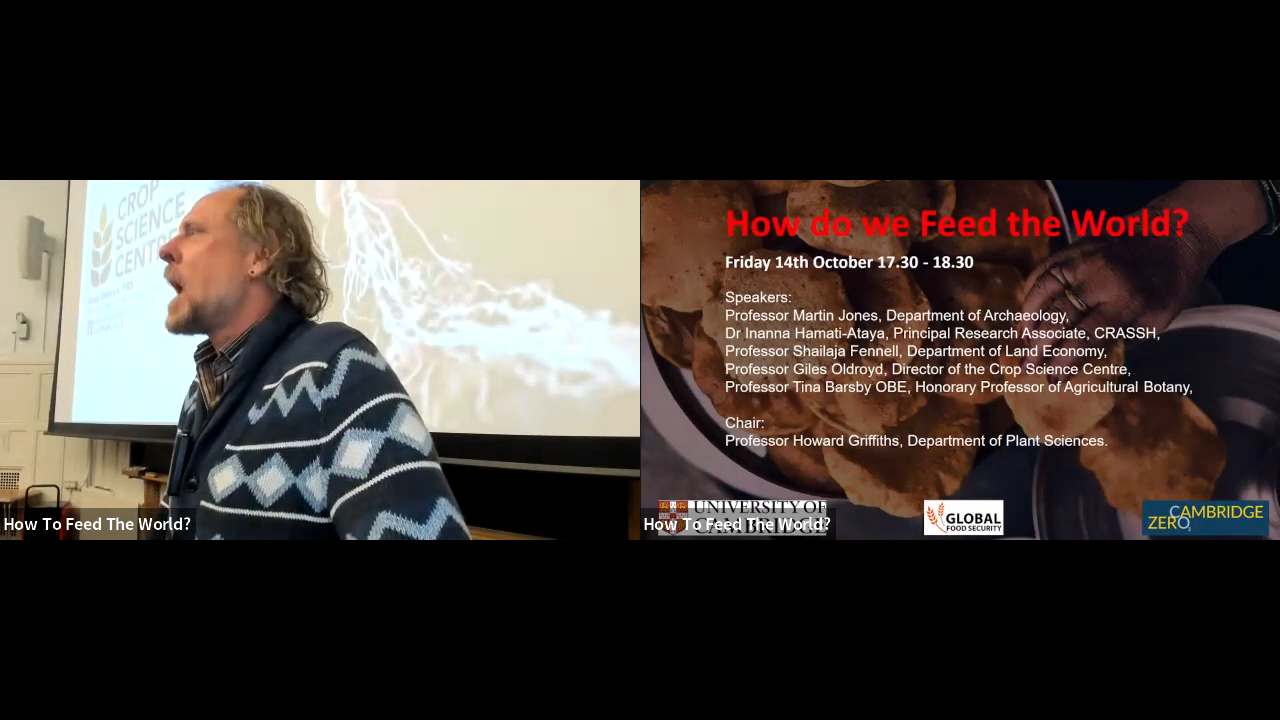 CROP
SCIENCE
CENTRE
How To Feed The World?
How do we Feed the World?
Friday 14th October 17.30 - 18.30
Speakers:
Professor Martin Jones, Department of Archaeology,
Dr Inanna Hamati-Ataya, Principal Research Associate, CRASSH,
Professor Shailaja Fennell, Department of Land Economy,
Professor Giles Oldroyd, Director of the Crop Science Centre,
Professor Tina Barsby OBE, Honorary Professor of Agricultural Botany,
Chair:
Professor Howard Griffiths, Department of Plant Sciences.
UNIVERSITY OF
CAMBRIDGE
How To Feed The World?
GLOBAL
FOOD SECURITY
CAMBRIDGE
ZERO